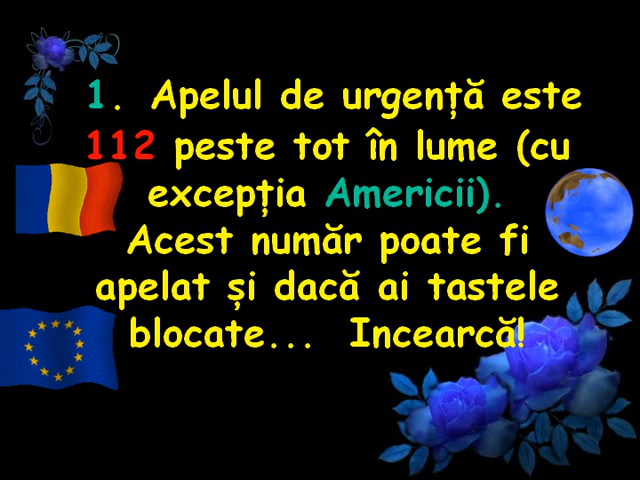 1. Apelul de urgență este
112 peste tot în lume (cu
excepția Americii).
Acest număr poate fi
apelat și dacă ai tastele
blocate... Incearcă!